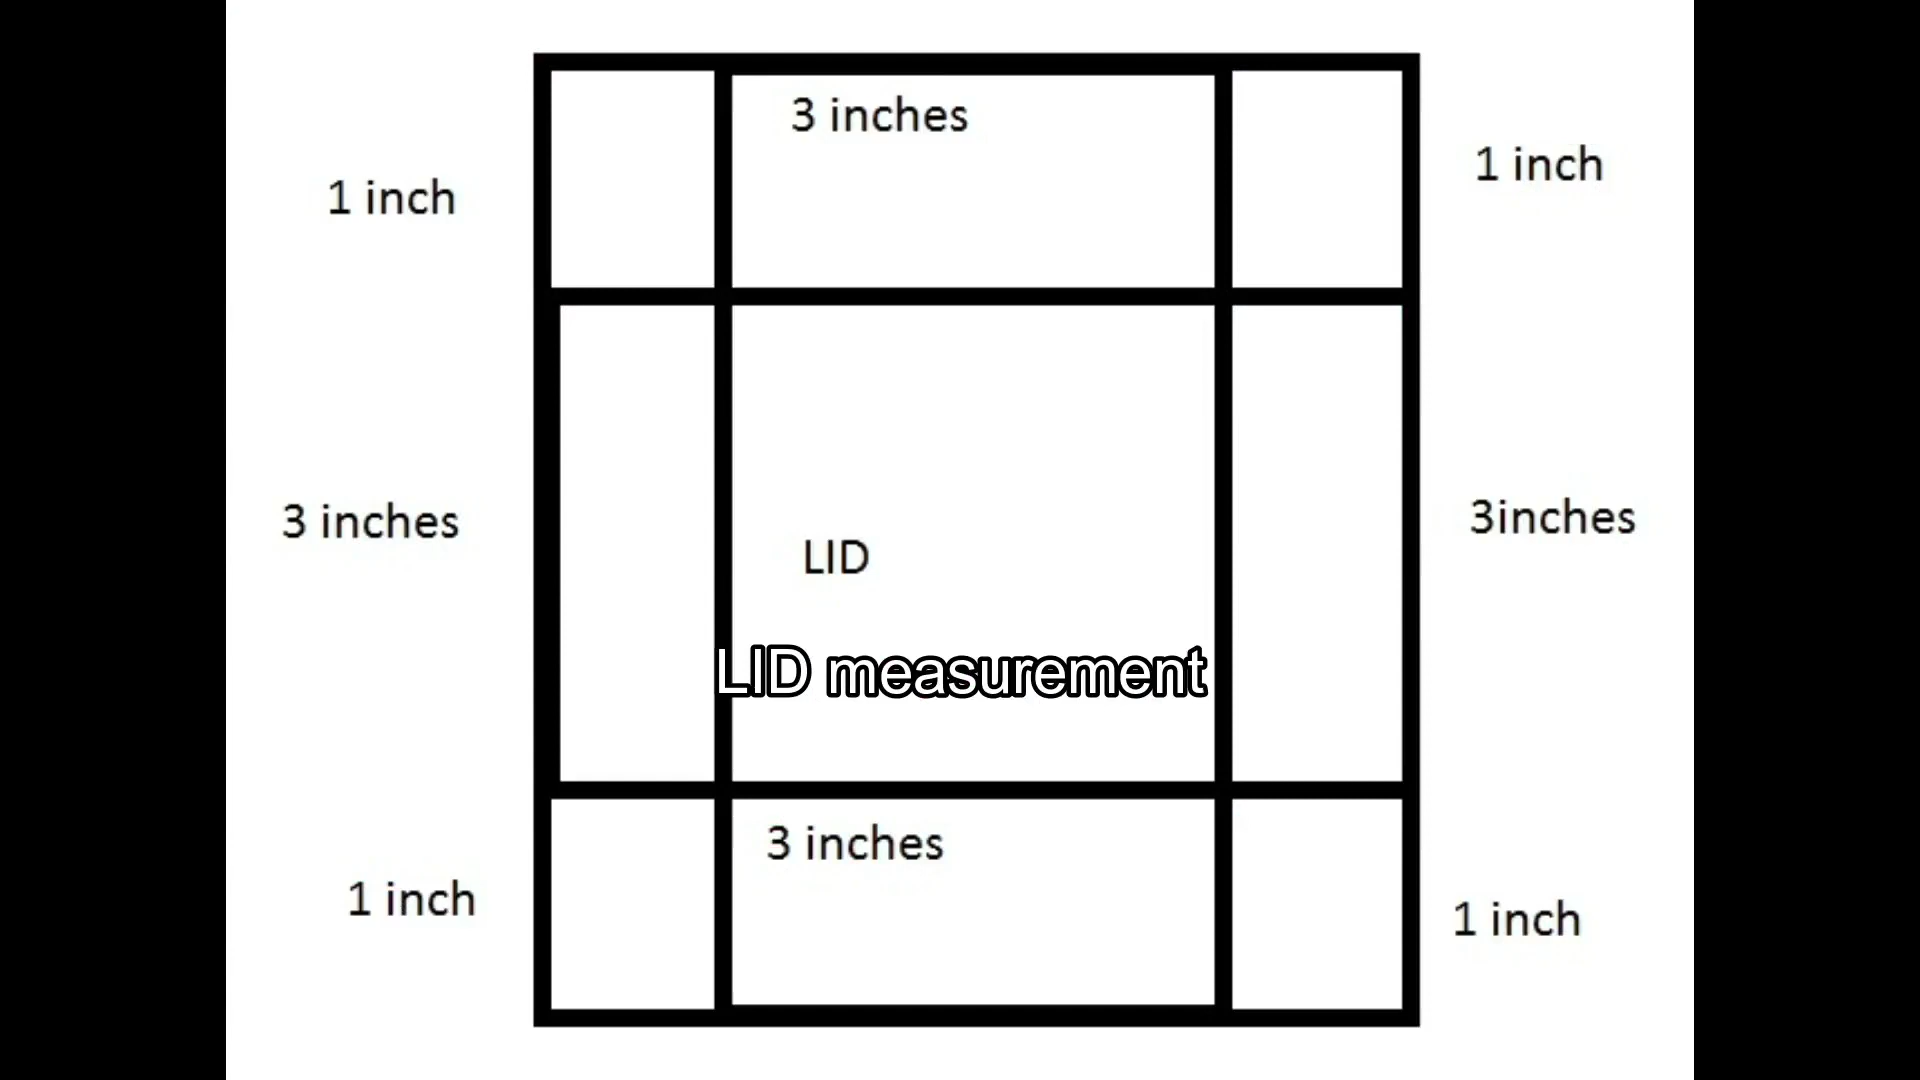 3 inches
1 inch
1 inch
3 inches
3inches
LID
LID measurement
3 inches
1 inch
1 inch